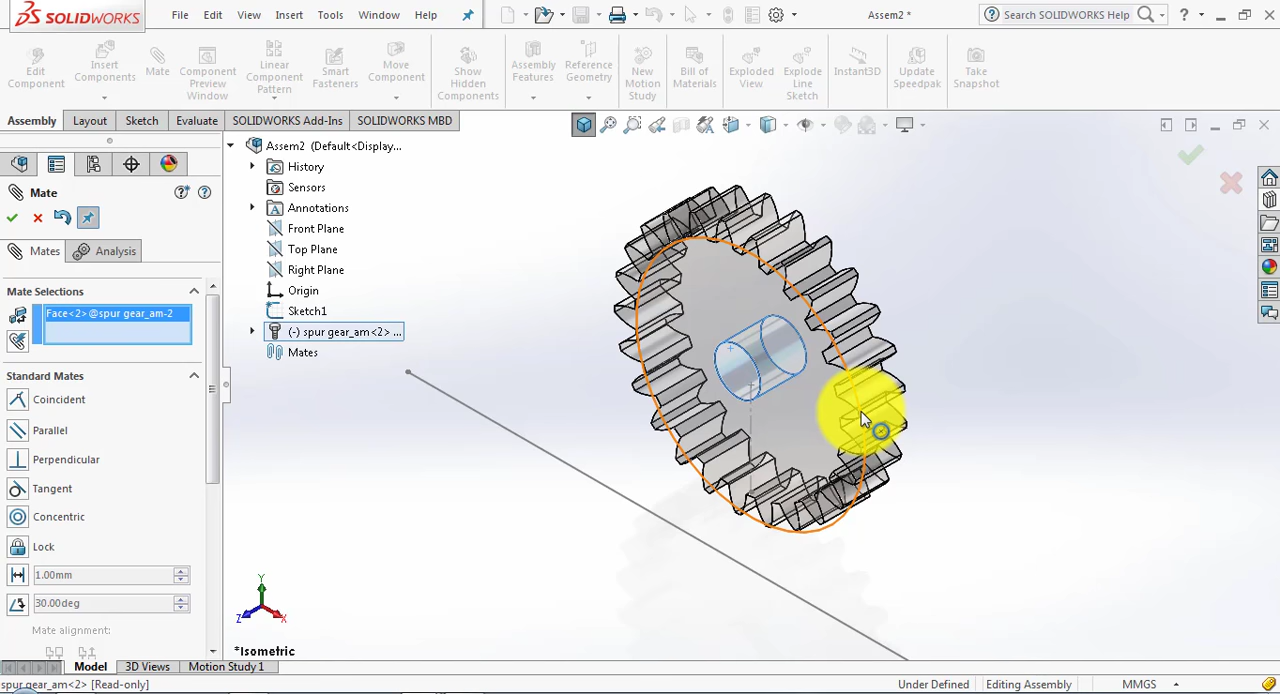 SOLIDWORKS
File Edit View Insert Tools Window Help
Assem2 *
Search SOLIDWORKS Help
?
Edit Component
Insert Components
Mate
Component Preview Window
Linear Component Pattern
Smart Fasteners
Move Component
Show Hidden Components
Assembly Features
Reference Geometry
New Motion Study
Bill of Materials
Exploded View
Explode Line Sketch
Instant3D
Update Speedpak
Take Snapshot
Assembly Layout Sketch Evaluate SOLIDWORKS Add-Ins SOLIDWORKS MBD
Mate
Mates Analysis
Mate Selections
Face<2>@spur gear_am-2
Standard Mates
Coincident
Parallel
Perpendicular
Tangent
Concentric
Lock
1.00mm
30.00deg
Mate alignment:
Assem2 (Default<Display...
History
Sensors
Annotations
Front Plane
Top Plane
Right Plane
Origin
Sketch1
(-) spur gear_am<2> ...
Mates
Y
Z
X
*Isometric
Model 3D Views Motion Study 1
spur gear_am<2> [Read-only]
Under Defined Editing Assembly MMGS